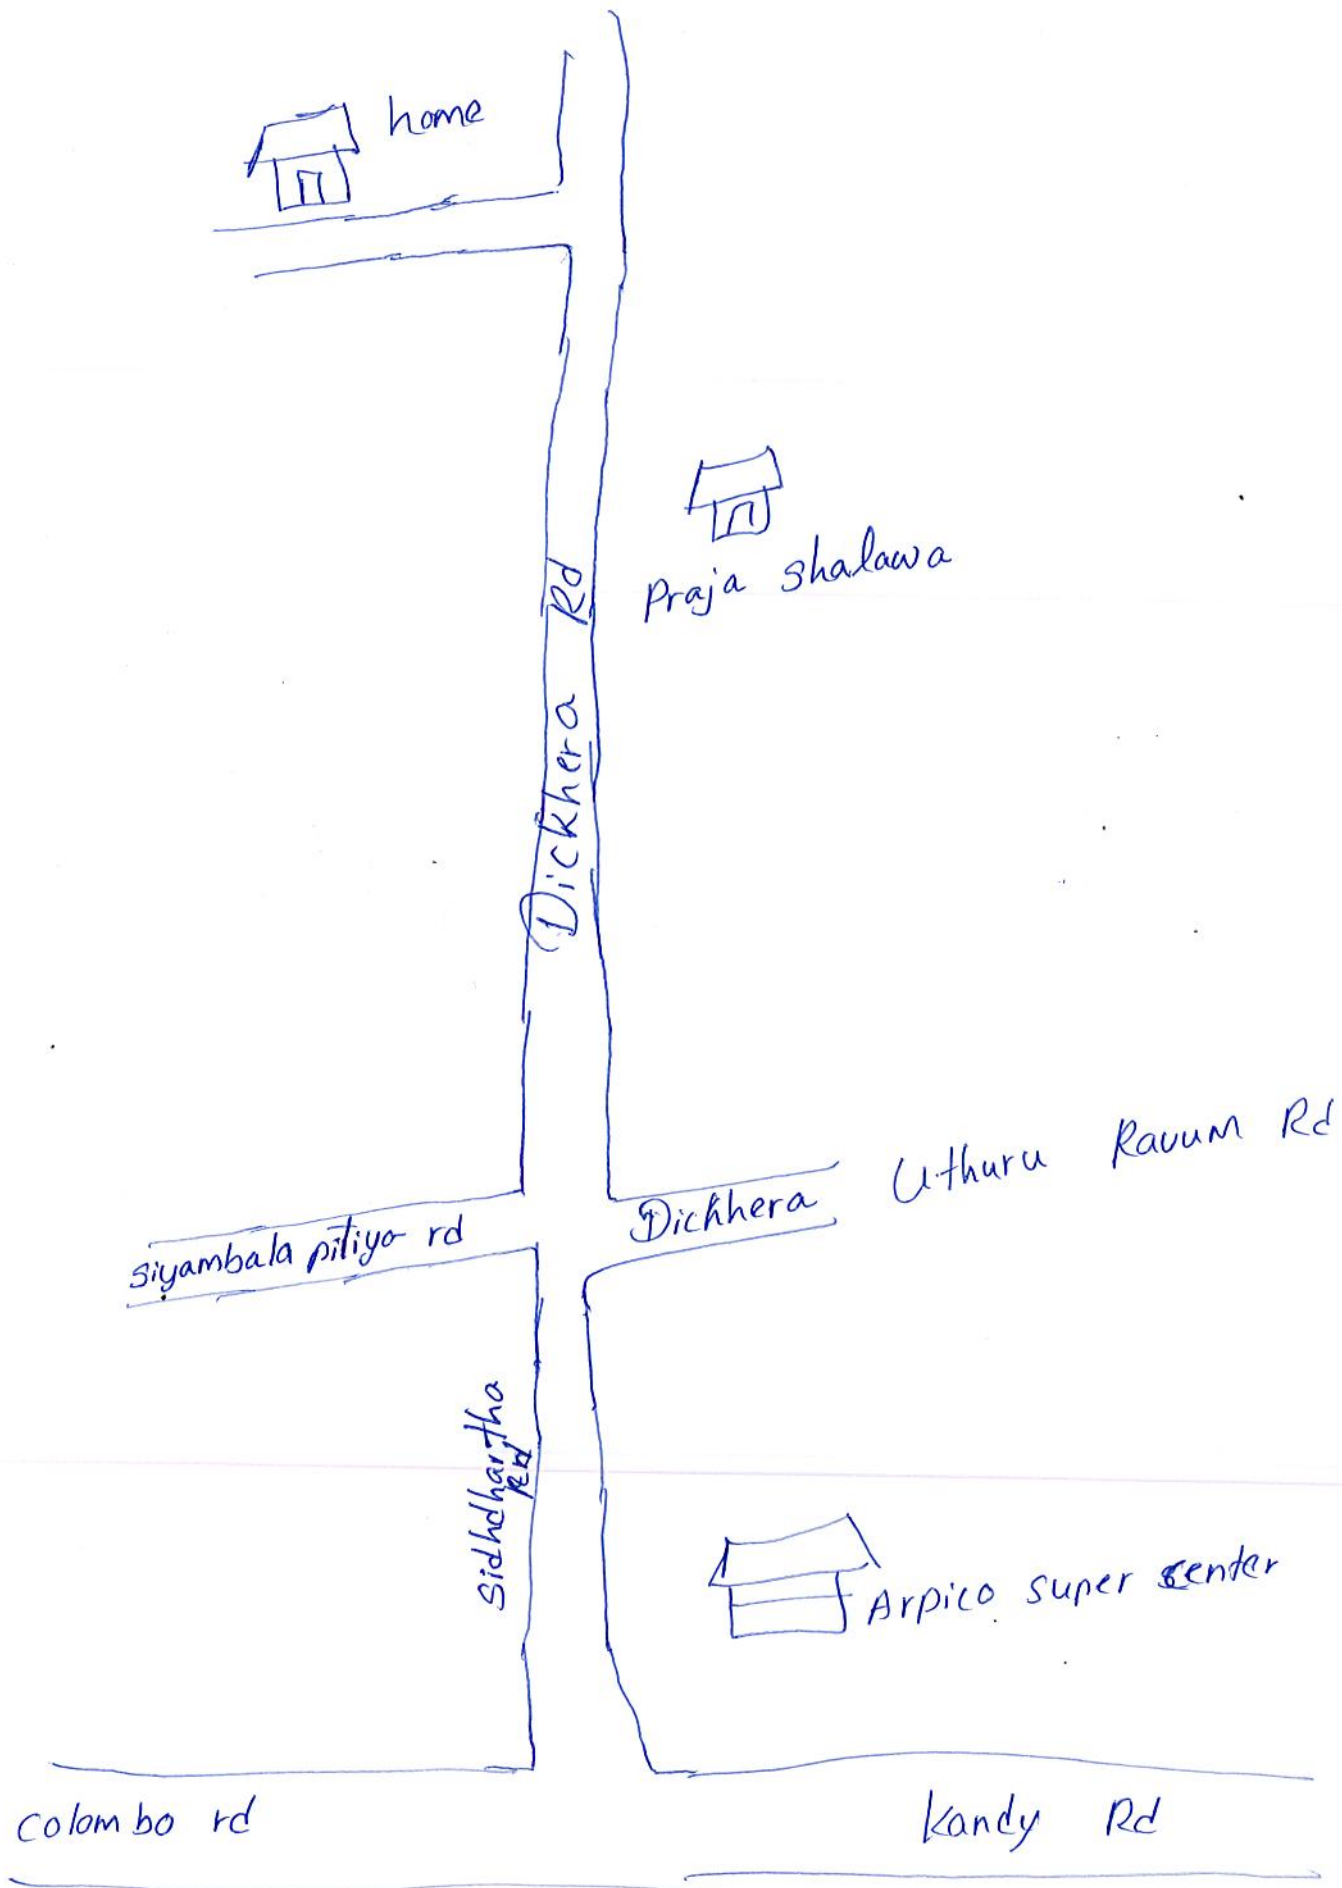 home
Praja shalawa
Dickhera Rd
Uthuru Ravum Rd
Dickhera
siyambala pitiya rd
Sidhdhartha
Rd
Arpico super center
colombo rd
Kandy Rd